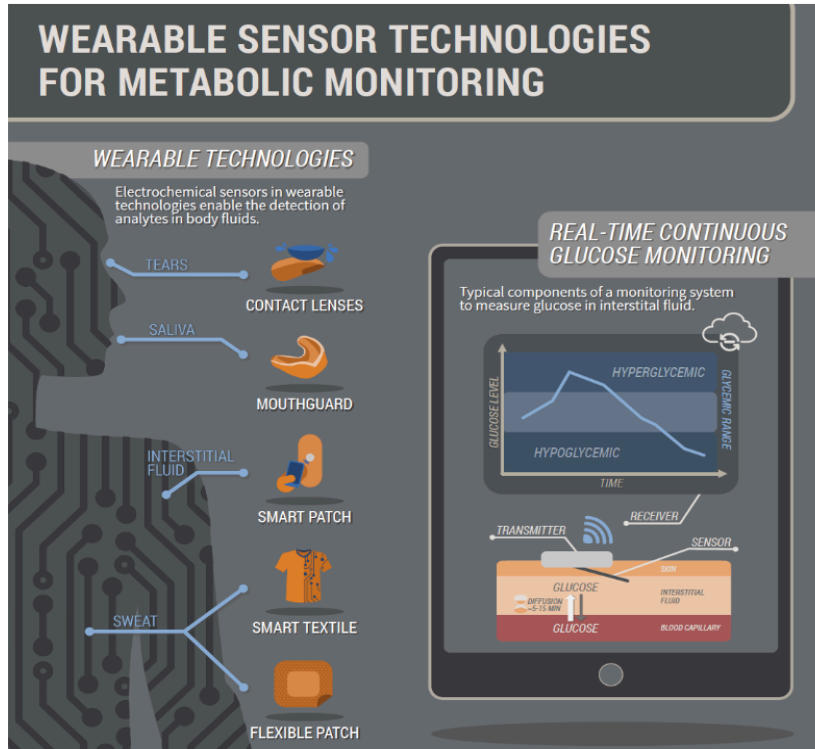 WEARABLE SENSOR TECHNOLOGIES
FOR METABOLIC MONITORING
WEARABLE TECHNOLOGIES
Electrochemical sensors in wearable
technologies enable the detection of
analytes in body fluids.
TEARS
CONTACT LENSES
SALIVA
MOUTHGUARD
INTERSTITIAL
FLUID
SMART PATCH
SWEAT
SMART TEXTILE
FLEXIBLE PATCH
REAL-TIME CONTINUOUS
GLUCOSE MONITORING
Typical components of a monitoring system
to measure glucose in interstital fluid.
GLUCOSE LEVEL
HYPERGLYCEMIC
HYPOGLYCEMIC
GLYCEMIC RANGE
TIME
RECEIVER
TRANSMITTER
SENSOR
SKIN
GLUCOSE
INTERSTITIAL
FLUID
DIFFUSION
~5-15 MIN
GLUCOSE
BLOOD CAPILLARY